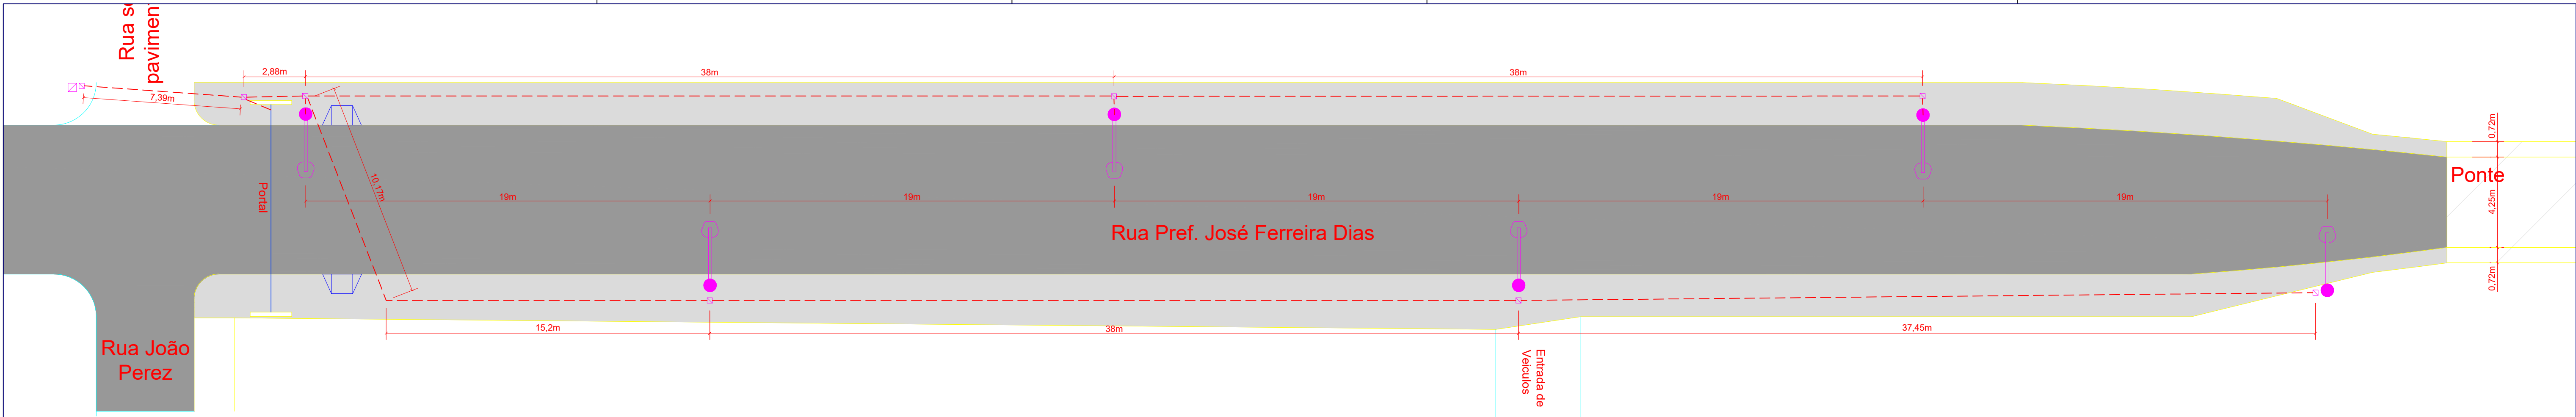 Rua
pavimen
2,88m
38m
38m
7,39m
10,17m
Portal
19m
19m
19m
19m
19m
0,72m
Ponte
4,25m
0,72m
Rua Pref. José Ferreira Dias
15,2m
38m
37,45m
Rua João
Perez
Entrada de
Veiculos